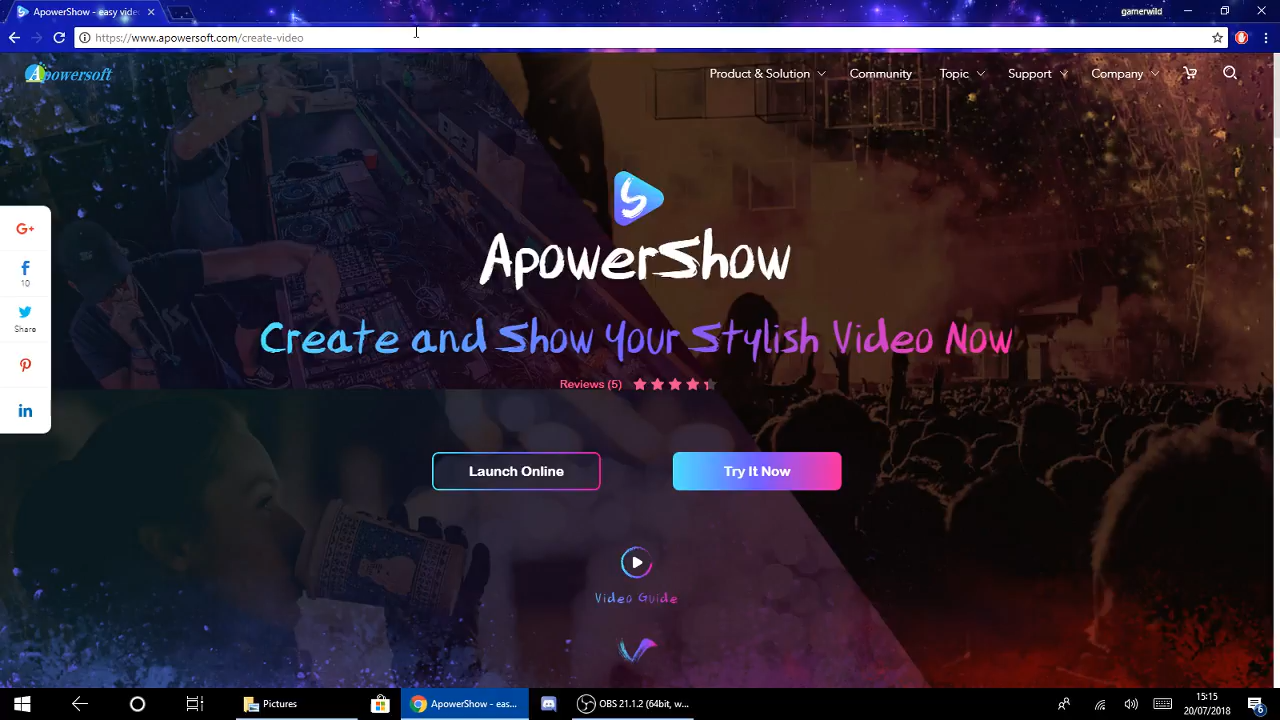 ApowerShow - easy vide
gamerwild
https://www.apowersoft.com/create-video
Apowersoft
Product & Solution
Community
Topic
Support
Company
ApowerShow
Create and Show Your Stylish Video Now
Reviews (5)
G+
10
Share
Launch Online
Try It Now
Video Guide
Pictures
ApowerShow - eas...
OBS 21.1.2 (64bit, w...
15:15
20/07/2018
6